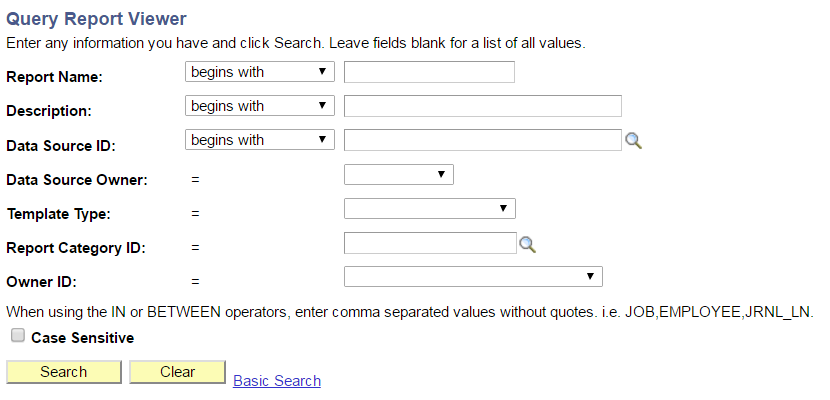 Query Report Viewer
Enter any information you have and click Search. Leave fields blank for a list of all values.
Report Name: begins with
Description: begins with
Data Source ID: begins with
Data Source Owner: =
Template Type: =
Report Category ID: =
Owner ID: =
When using the IN or BETWEEN operators, enter comma separated values without quotes. i.e. JOB,EMPLOYEE,JRNL_LN.
Case Sensitive
Search Clear Basic Search